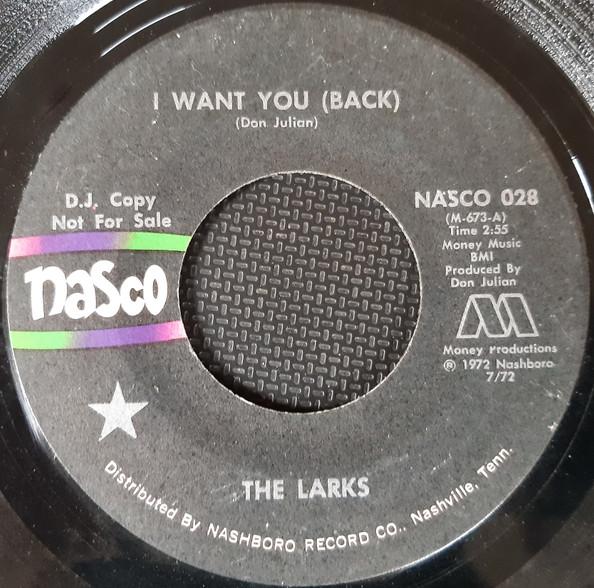 I WANT YOU (BACK)
(Don Julian)
D.J. Copy
Not For Sale
nasco
NASCO 028
(M-673-A)
Time 2:55
Money Music
BMI
Produced By
Don Julian
Money Productions
℗ 1972 Nashboro
7/72
THE LARKS
Distributed By NASHBORO RECORD CO., Nashville, Tenn.